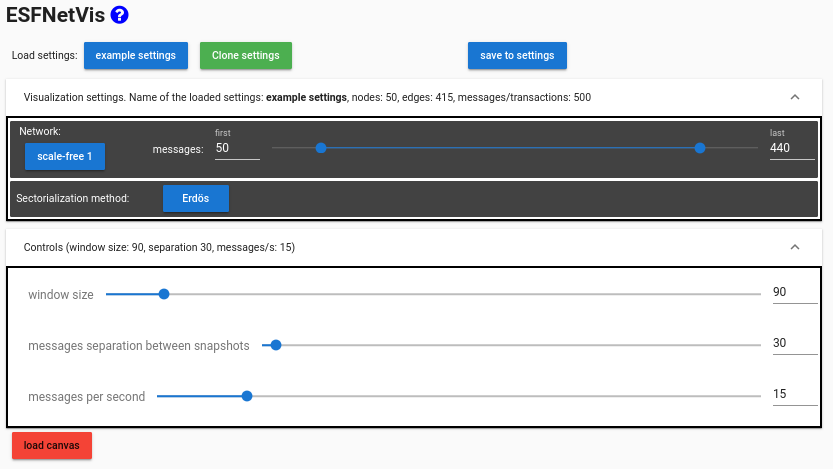 ESFNetVis ?
Load settings: example settings Clone settings save to settings
Visualization settings. Name of the loaded settings: example settings, nodes: 50, edges: 415, messages/transactions: 500
Network:
scale-free 1
messages:
first
50
last
440
Sectorialization method: Erdös
Controls (window size: 90, separation 30, messages/s: 15)
window size 90
messages separation between snapshots 30
messages per second 15
load canvas